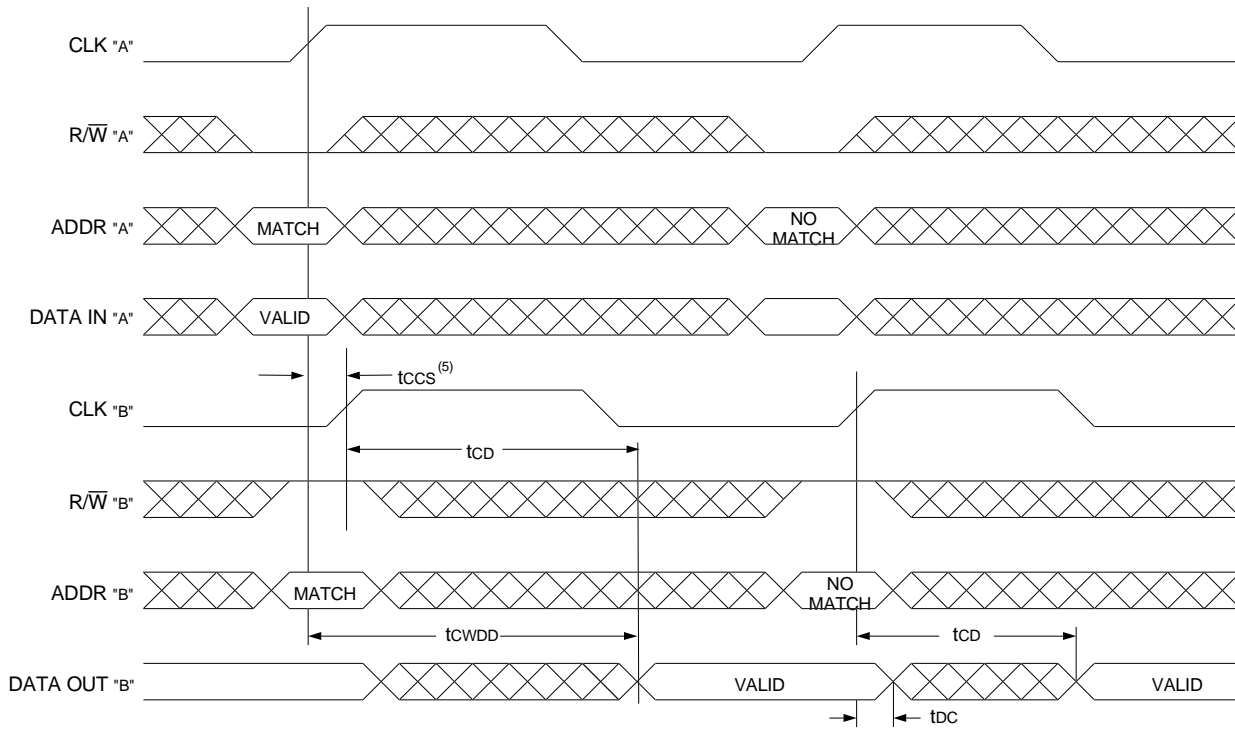 CLK "A"
R/W̅ "A"
ADDR "A"
MATCH
NO
MATCH
DATA IN "A"
VALID
tCCS(5)
CLK "B"
tCD
R/W̅ "B"
ADDR "B"
MATCH
NO
MATCH
tCWDD
tCD
DATA OUT "B"
VALID
VALID
tDC